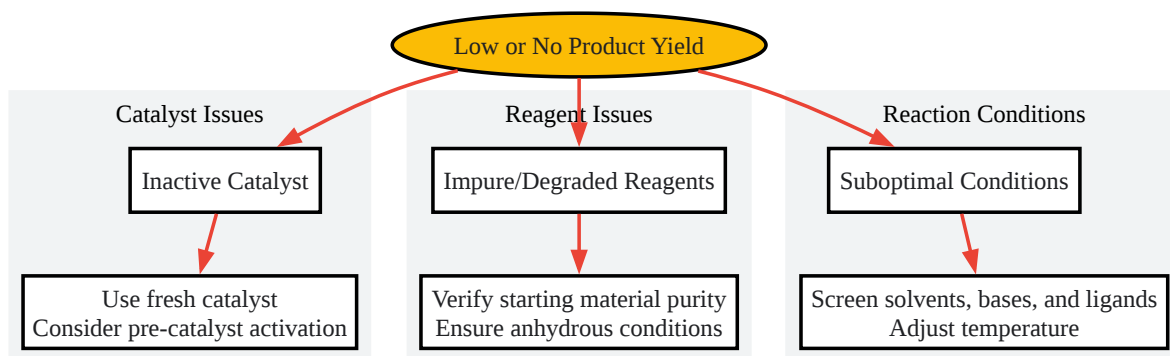 Low or No Product Yield
Catalyst Issues
Inactive Catalyst
Use fresh catalyst
Consider pre-catalyst activation
Reagent Issues
Impure/Degraded Reagents
Verify starting material purity
Ensure anhydrous conditions
Reaction Conditions
Suboptimal Conditions
Screen solvents, bases, and ligands
Adjust temperature